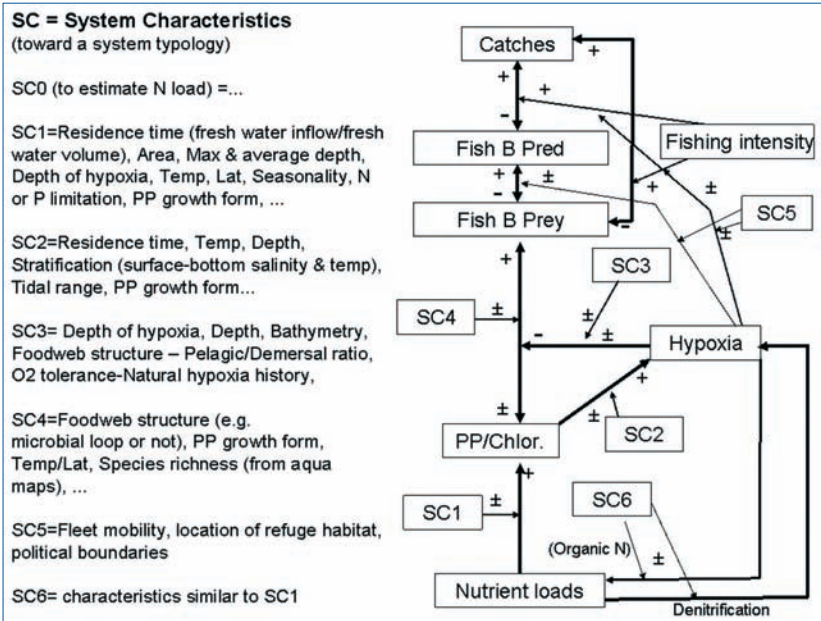 SC = System Characteristics
(toward a system typology)
SC0 (to estimate N load) =...
SC1=Residence time (fresh water inflow/fresh
water volume), Area, Max & average depth,
Depth of hypoxia, Temp, Lat, Seasonality, N
or P limitation, PP growth form, ...
SC2=Residence time, Temp, Depth,
Stratification (surface-bottom salinity & temp),
Tidal range, PP growth form...
SC3= Depth of hypoxia, Depth, Bathymetry,
Foodweb structure – Pelagic/Demersal ratio,
O2 tolerance-Natural hypoxia history,
SC4=Foodweb structure (e.g.
microbial loop or not), PP growth form,
Temp/Lat, Species richness (from aqua
maps), ...
SC5=Fleet mobility, location of refuge habitat,
political boundaries
SC6= characteristics similar to SC1
Catches
+
+
+
-
Fishing intensity
Fish B Pred
+
±
+
±
-
Fish B Prey
-
SC5
±
+
SC3
SC4
±
±
-
±
Hypoxia
±
+
PP/Chlor.
±
SC2
+
SC1
±
SC6
(Organic N)
±
Nutrient loads
Denitrification